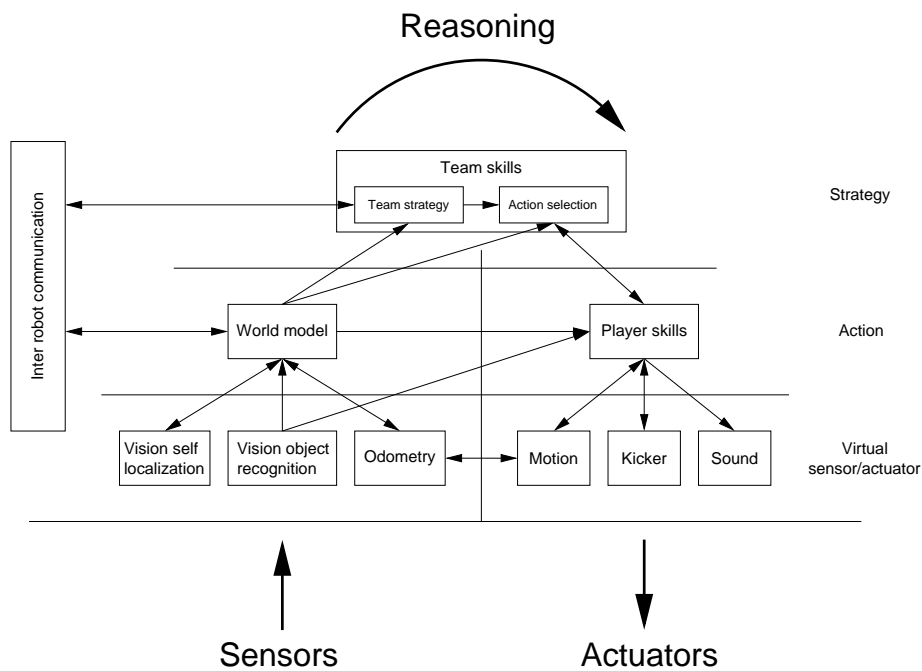 Reasoning
Team skills
Team strategy
Action selection
Strategy
Inter robot communication
World model
Player skills
Action
Vision self
localization
Vision object
recognition
Odometry
Motion
Kicker
Sound
Virtual
sensor/actuator
Sensors
Actuators